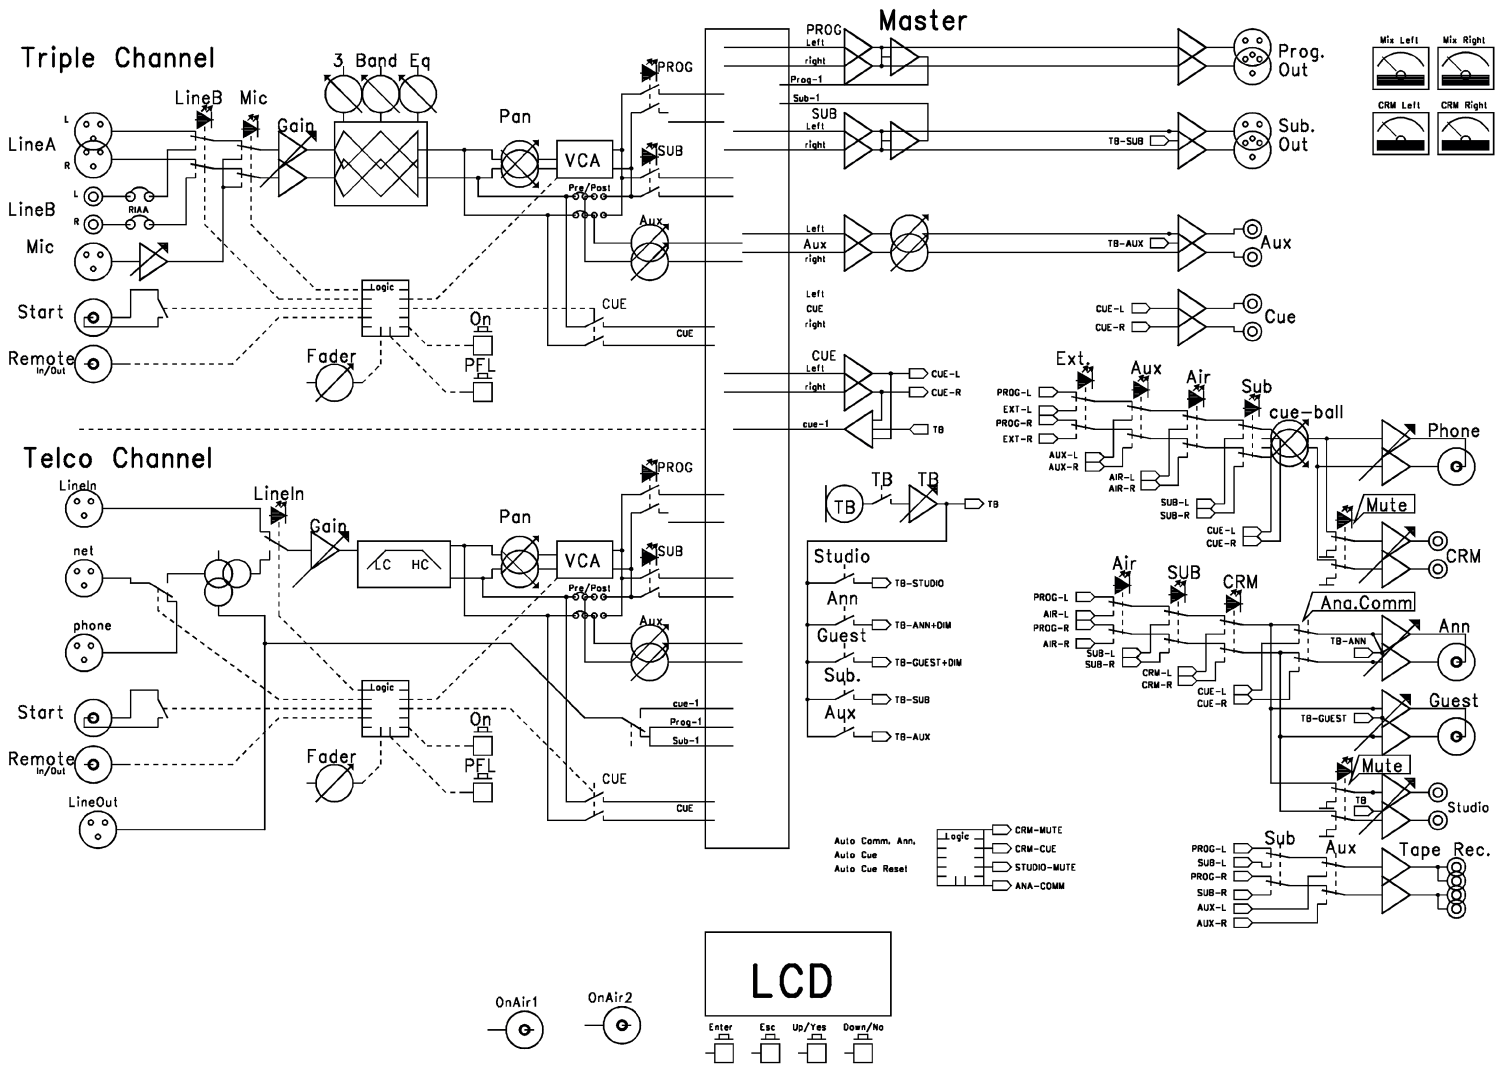 Master
Triple Channel
LineB
Mic
3 Band Eq
PROG
PROG
Left
right
Prog-1
Prog.
Out
Mix Left
Mix Right
CRM Left
CRM Right
L
LineA
R
Gain
Pan
VCA
SUB
Pre/Post
Sub-1
SUB
Left
right
TB-SUB
Sub.
Out
L
LineB
R
RIAA
Mic
Aux
Left
Aux
right
TB-AUX
Aux
Start
Logic
CUE
CUE
Left
CUE
right
CUE-L
CUE-R
Cue
Remote
In/Out
Fader
On
PFL
CUE
Left
right
CUE-L
CUE-R
cue-1
TB
Ext.
Aux
Air
Sub
cue-ball
PROG-L
EXT-L
PROG-R
EXT-R
AUX-L
AUX-R
AIR-L
AIR-R
SUB-L
SUB-R
CUE-L
CUE-R
Phone
Mute
CRM
Telco Channel
LineIn
LineIn
Gain
LC
HC
Pan
VCA
PROG
SUB
Pre/Post
net
phone
Aux
TB
TB
TB
TB
Studio
TB-STUDIO
Ann
TB-ANN+DIM
Guest
TB-GUEST+DIM
Sub.
TB-SUB
Aux
TB-AUX
Air
SUB
CRM
Ana.Comm
PROG-L
AIR-L
PROG-R
AIR-R
SUB-L
SUB-R
CRM-L
CRM-R
CUE-L
CUE-R
TB-ANN
Ann
TB-GUEST
Guest
Mute
TB
Studio
Start
Logic
cue-1
Prog-1
Sub-1
Remote
In/Out
Fader
On
PFL
CUE
CUE
LineOut
Auto Comm. Ann.
Auto Cue
Auto Cue Reset
Logic
CRM-MUTE
CRM-CUE
STUDIO-MUTE
ANA-COMM
Sub
Aux
Tape Rec.
PROG-L
SUB-L
PROG-R
SUB-R
AUX-L
AUX-R
LCD
OnAir1
OnAir2
Enter
Esc
Up/Yes
Down/No